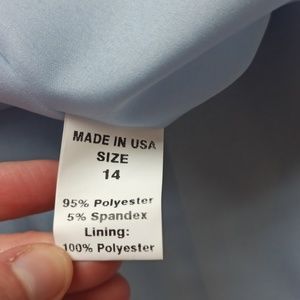 MADE IN USA
SIZE
14
95% Polyester
5% Spandex
Lining:
100% Polyester